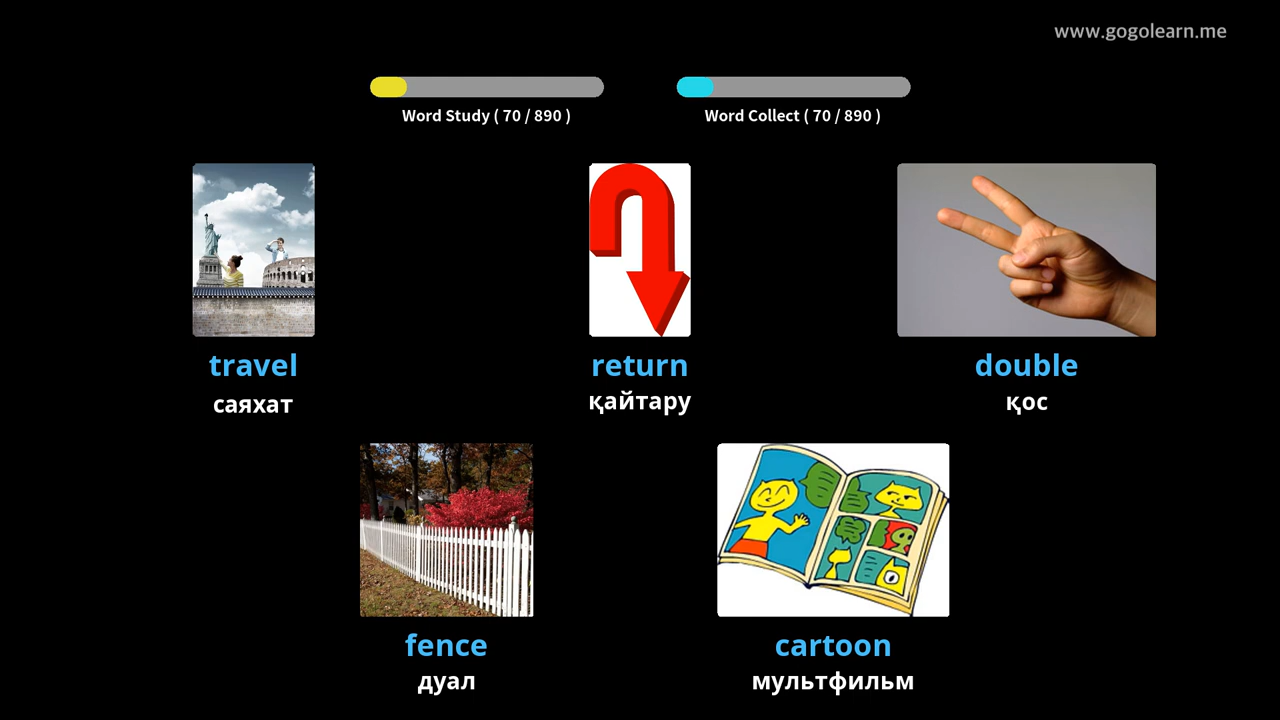 www.gogolearn.me
Word Study ( 70 / 890 )
Word Collect ( 70 / 890 )
travel
саяхат
return
қайтару
double
қос
fence
дуал
cartoon
мультфильм